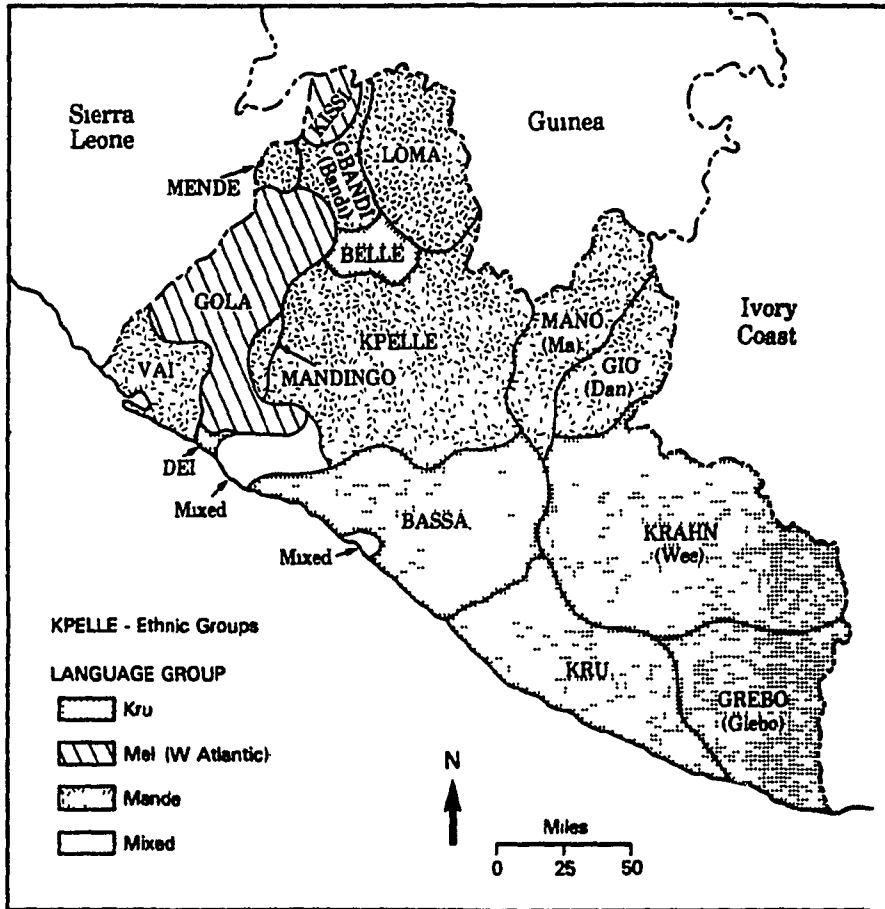 Sierra
Leone
Guinea
KISSI
LOMA
GBANDI
(Bandi)
MENDE
BELLE
GOLA
Ivory
Coast
MANO
(Ma)
KPELLE
GIO
(Dan)
VAI
MANDINGO
DEI
Mixed
BASSA
KRAHN
(Wee)
Mixed
KPELLE - Ethnic Groups
LANGUAGE GROUP
Kru
Mel (W Atlantic)
Mande
Mixed
KRU
GREBO
(Glebo)
N
Miles
0 25 50